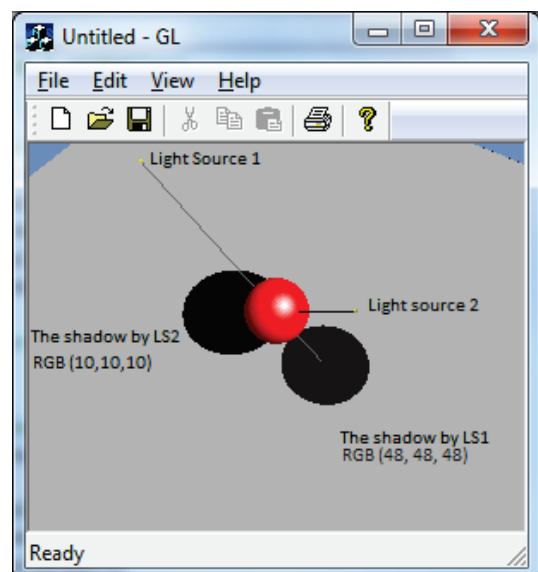 Untitled - GL
File Edit View Help
Light Source 1
Light source 2
The shadow by LS2
RGB (10,10,10)
The shadow by LS1
RGB (48, 48, 48)
Ready